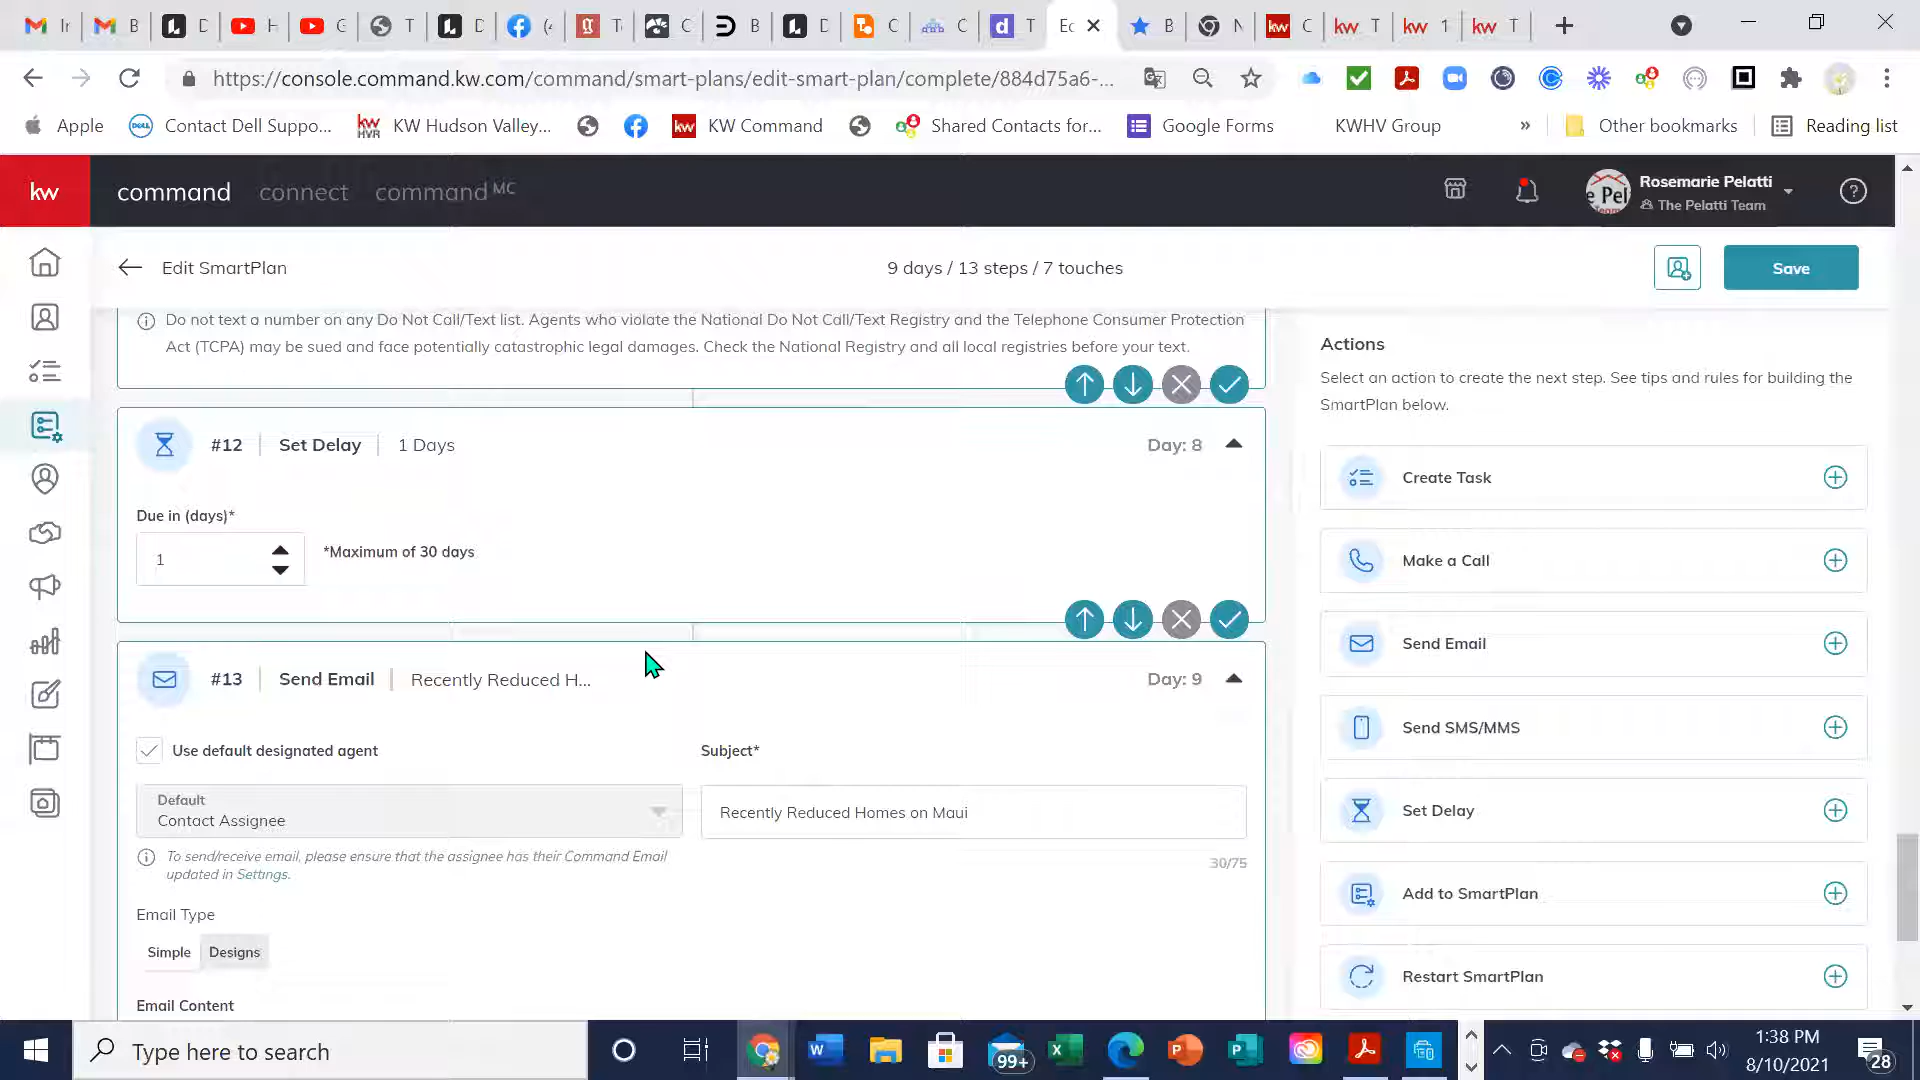 Ir B D H G T D (4 T C B D C C T Ec B N C T 1 T
https://console.command.kw.com/command/smart-plans/edit-smart-plan/complete/884d75a6-...
Apple Contact Dell Suppo... KW Hudson Valley... KW Command Shared Contacts for... Google Forms KWHV Group » Other bookmarks Reading list
kw command connect command MC
Rosemarie Pelatti
The Pelatti Team
Edit SmartPlan 9 days / 13 steps / 7 touches Save
Do not text a number on any Do Not Call/Text list. Agents who violate the National Do Not Call/Text Registry and the Telephone Consumer Protection
Act (TCPA) may be sued and face potentially catastrophic legal damages. Check the National Registry and all local registries before your text.
#12 Set Delay 1 Days Day: 8
Due in (days)*
1 *Maximum of 30 days
#13 Send Email Recently Reduced H... Day: 9
Use default designated agent Subject*
Default
Contact Assignee
Recently Reduced Homes on Maui
To send/receive email, please ensure that the assignee has their Command Email
updated in Settings.
30/75
Email Type
Simple Designs
Email Content
Actions
Select an action to create the next step. See tips and rules for building the
SmartPlan below.
Create Task
Make a Call
Send Email
Send SMS/MMS
Set Delay
Add to SmartPlan
Restart SmartPlan
Type here to search
99+
1:38 PM
8/10/2021
28